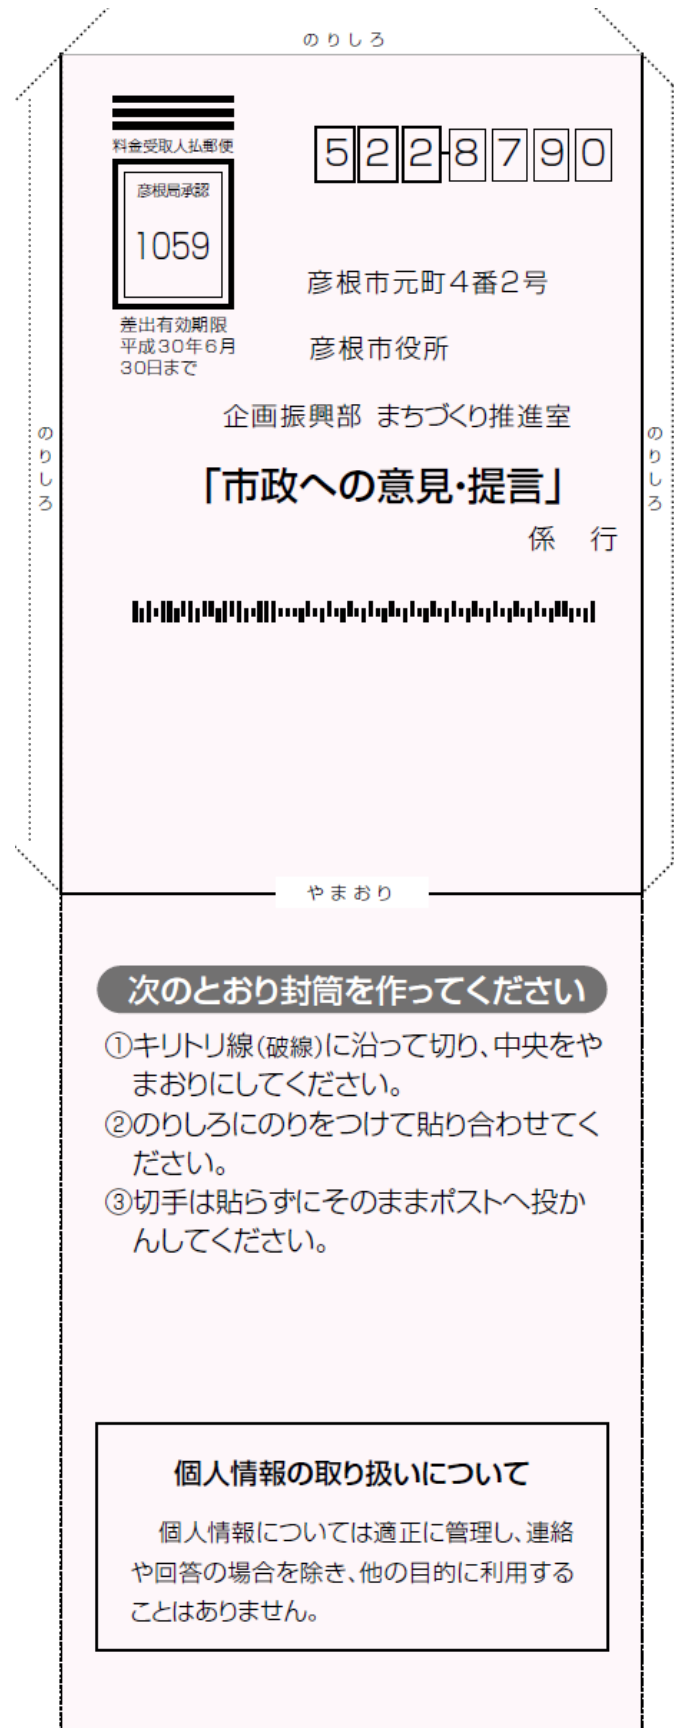 のりしろ
料金受取人払郵便
彦根局承認
1059
差出有効期限
平成30年6月
30日まで
522-8790
彦根市元町4番2号
彦根市役所
企画振興部 まちづくり推進室
「市政への意見・提言」
係 行
のりしろ
のりしろ
やまおり
次のとおり封筒を作ってください
①キリトリ線(破線)に沿って切り、中央をや
まおりにしてください。
②のりしろにのりをつけて貼り合わせてく
ださい。
③切手は貼らずにそのままポストへ投か
んしてください。
個人情報の取り扱いについて
個人情報については適正に管理し、連絡
や回答の場合を除き、他の目的に利用する
ことはありません。